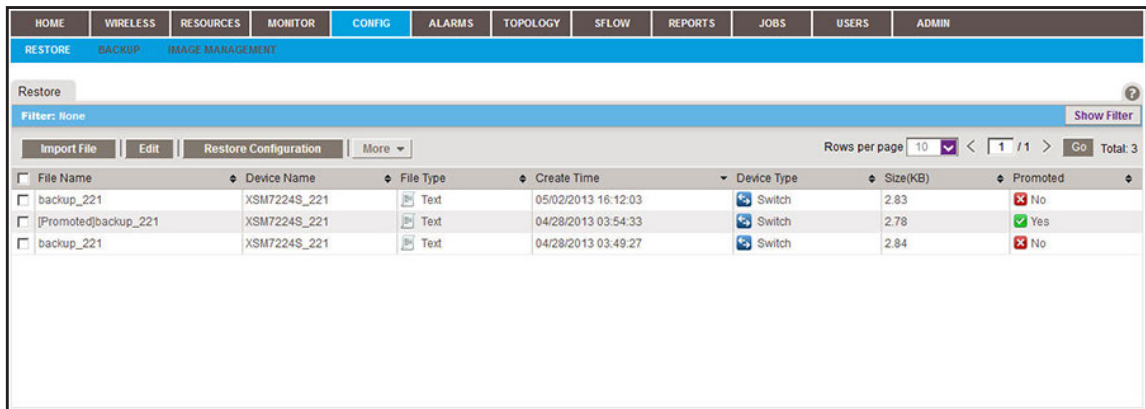 HOME WIRELESS RESOURCES MONITOR CONFIG ALARMS TOPOLOGY SFLOW REPORTS JOBS USERS ADMIN
RESTORE BACKUP IMAGE MANAGEMENT
Restore ?
Filter: None Show Filter
Import File Edit Restore Configuration More Rows per page 10 < 1 / 1 > Go Total: 3
File Name Device Name File Type Create Time Device Type Size(KB) Promoted
backup_221 XSM7224S_221 Text 05/02/2013 16:12:03 Switch 2.83 No
[Promoted]backup_221 XSM7224S_221 Text 04/28/2013 03:54:33 Switch 2.78 Yes
backup_221 XSM7224S_221 Text 04/28/2013 03:49:27 Switch 2.84 No